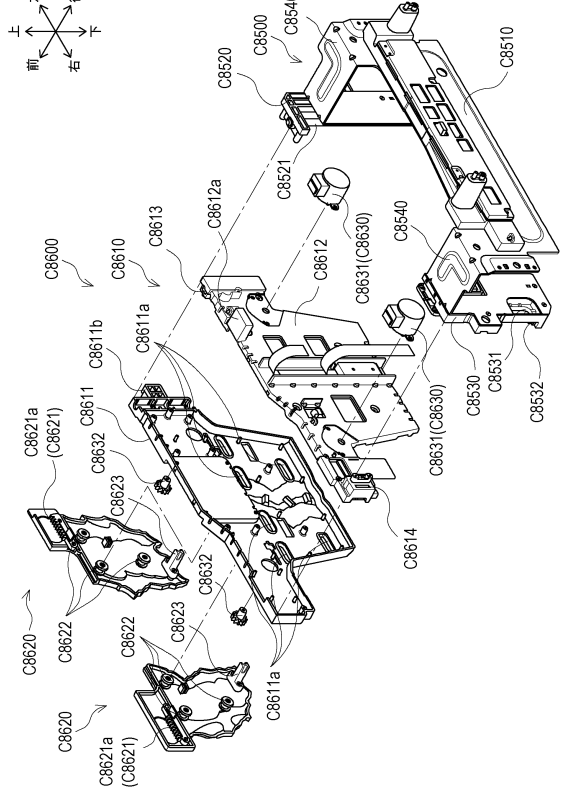 上
下
前
右
C8500
C8540
C8520
C8521
C8510
C8613
C8612a
C8600
C8610
C8612
C8631(C8630)
C8540
C8611b
C8611
C8611a
C8621a
(C8621)
C8632
C8623
C8631(C8630)
C8530
C8531
C8532
C8614
C8620
C8622
C8632
C8623
C8622
C8620
C8611a
C8621a
(C8621)